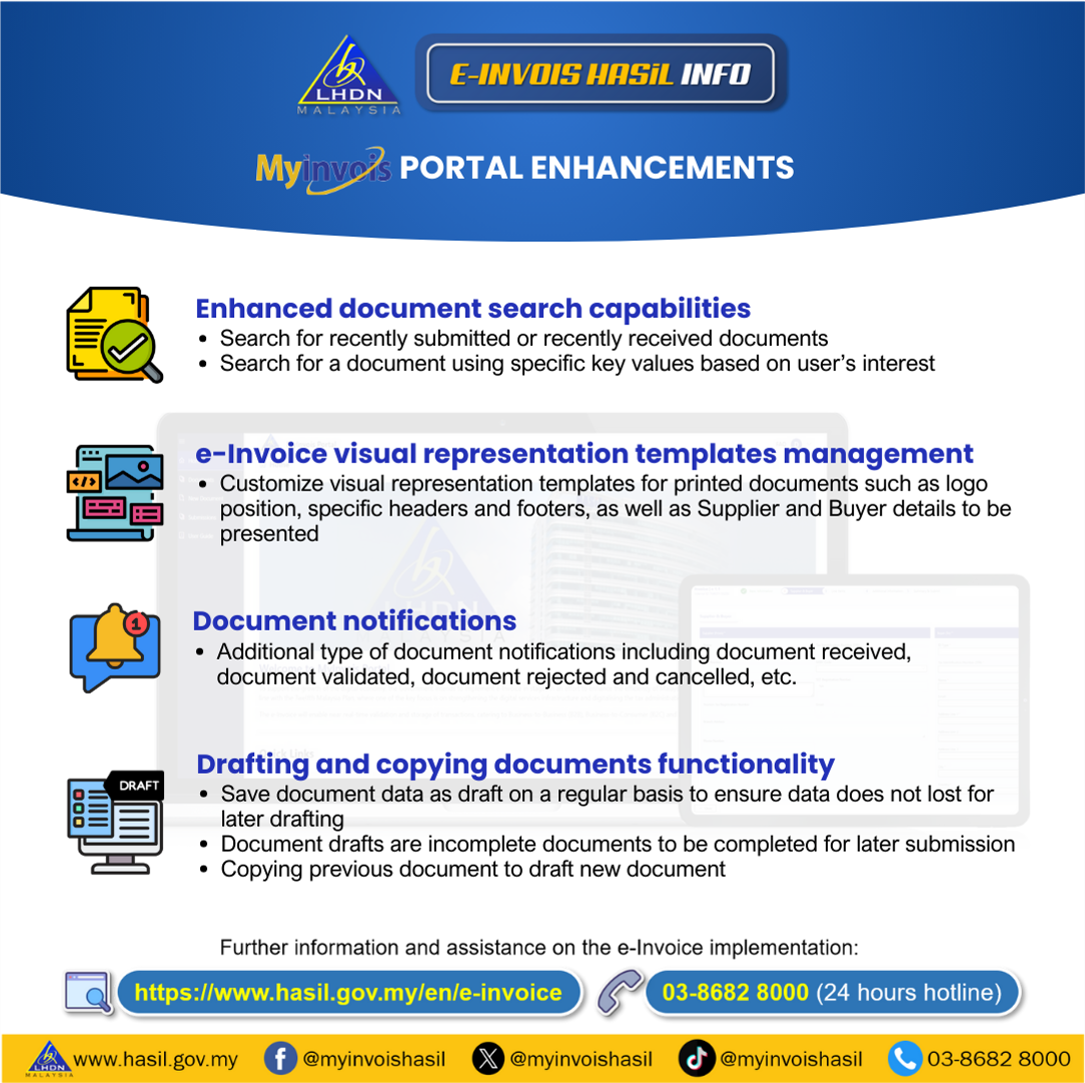 LHDN
MALAYSIA
E-INVOIS HASiL INFO
Myinvois PORTAL ENHANCEMENTS
Enhanced document search capabilities
• Search for recently submitted or recently received documents
• Search for a document using specific key values based on user's interest
e-Invoice visual representation templates management
• Customize visual representation templates for printed documents such as logo
position, specific headers and footers, as well as Supplier and Buyer details to be
presented
1
Document notifications
• Additional type of document notifications including document received,
document validated, document rejected and cancelled, etc.
DRAFT
Drafting and copying documents functionality
• Save document data as draft on a regular basis to ensure data does not lost for
later drafting
• Document drafts are incomplete documents to be completed for later submission
• Copying previous document to draft new document
LHDN
MALAYSIA
Further information and assistance on the e-Invoice implementation:
https://www.hasil.gov.my/en/e-invoice
03-8682 8000 (24 hours hotline)
LHDN
MALAYSIA
www.hasil.gov.my
@myinvoishasil
@myinvoishasil
@myinvoishasil
03-8682 8000